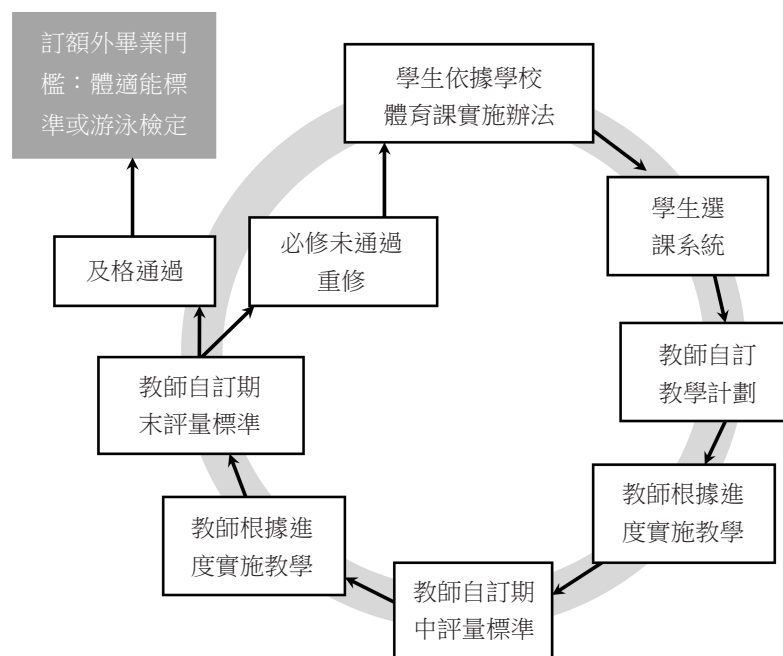 訂額外畢業門
檻：體適能標
準或游泳檢定
學生依據學校
體育課實施辦法
學生選
課系統
及格通過
必修未通過
重修
教師自訂
教學計劃
教師自訂期
末評量標準
教師根據進
度實施教學
教師根據進
度實施教學
教師自訂期
中評量標準